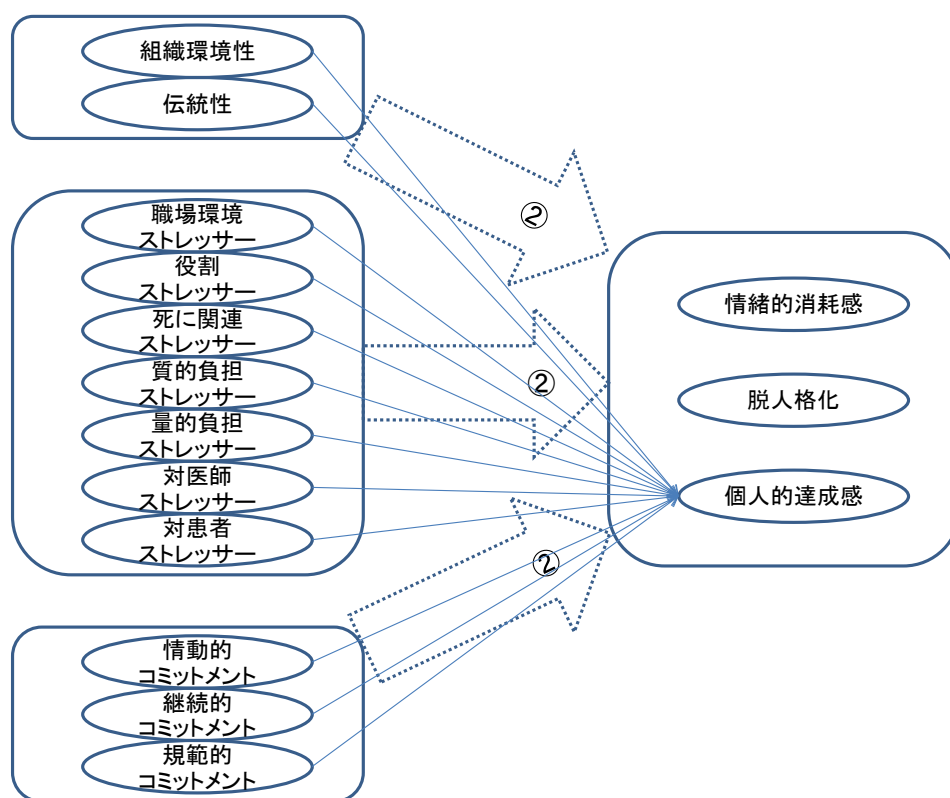 組織環境性
伝統性
②
職場環境
ストレッサー
役割
ストレッサー
死に関連
ストレッサー
質的負担
ストレッサー
量的負担
ストレッサー
対医師
ストレッサー
対患者
ストレッサー
②
情緒的消耗感
脱人格化
個人的達成感
②
情動的
コミットメント
継続的
コミットメント
規範的
コミットメント